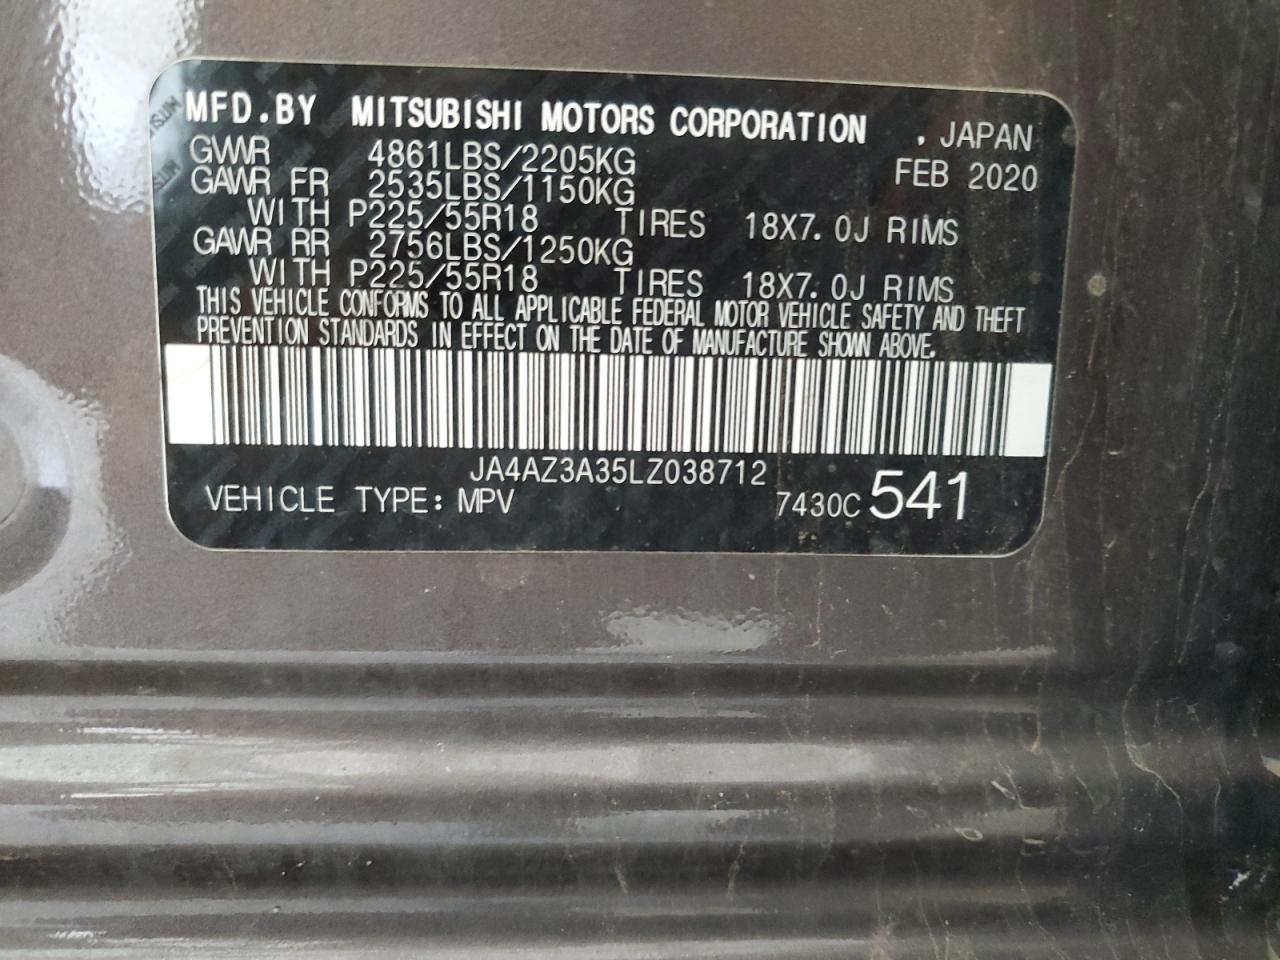 MFD.BY MITSUBISHI MOTORS CORPORATION , JAPAN
GVWR 4861LBS/2205KG FEB 2020
GAWR FR 2535LBS/1150KG
WITH P225/55R18 TIRES 18X7.0J RIMS
GAWR RR 2756LBS/1250KG
WITH P225/55R18 TIRES 18X7.0J RIMS
THIS VEHICLE CONFORMS TO ALL APPLICABLE FEDERAL MOTOR VEHICLE SAFETY AND THEFT
PREVENTION STANDARDS IN EFFECT ON THE DATE OF MANUFACTURE SHOWN ABOVE.
JA4AZ3A35LZ038712
VEHICLE TYPE: MPV 7430C 541